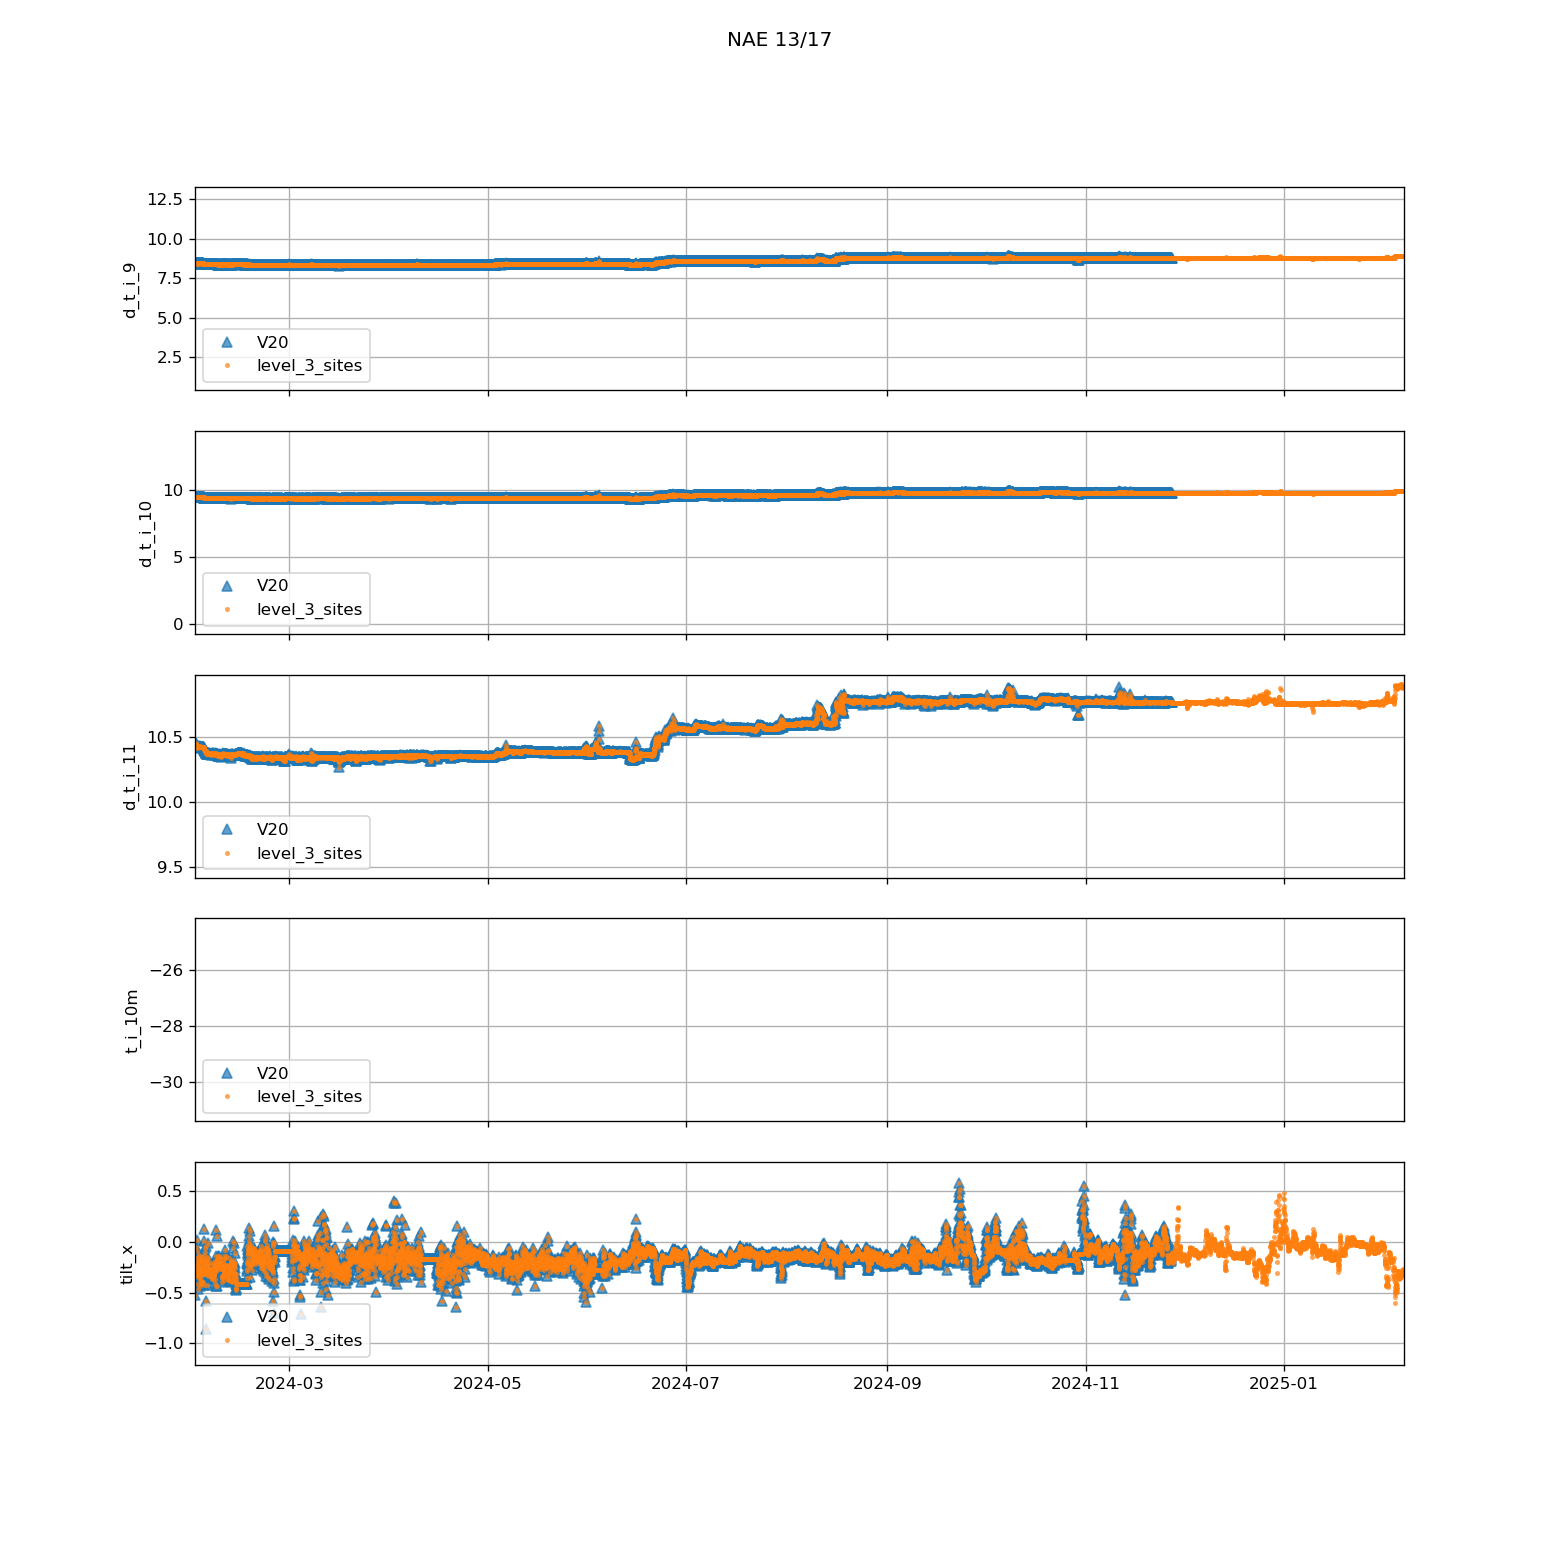 NAE 13/17
12.5
10.0
7.5
5.0
2.5
d_t_i_9
V20
level_3_sites
10
5
0
d_t_i_10
V20
level_3_sites
10.5
10.0
9.5
d_t_i_11
V20
level_3_sites
−26
−28
−30
t_i_10m
V20
level_3_sites
0.5
0.0
−0.5
−1.0
tilt_x
V20
level_3_sites
2024-03 2024-05 2024-07 2024-09 2024-11 2025-01